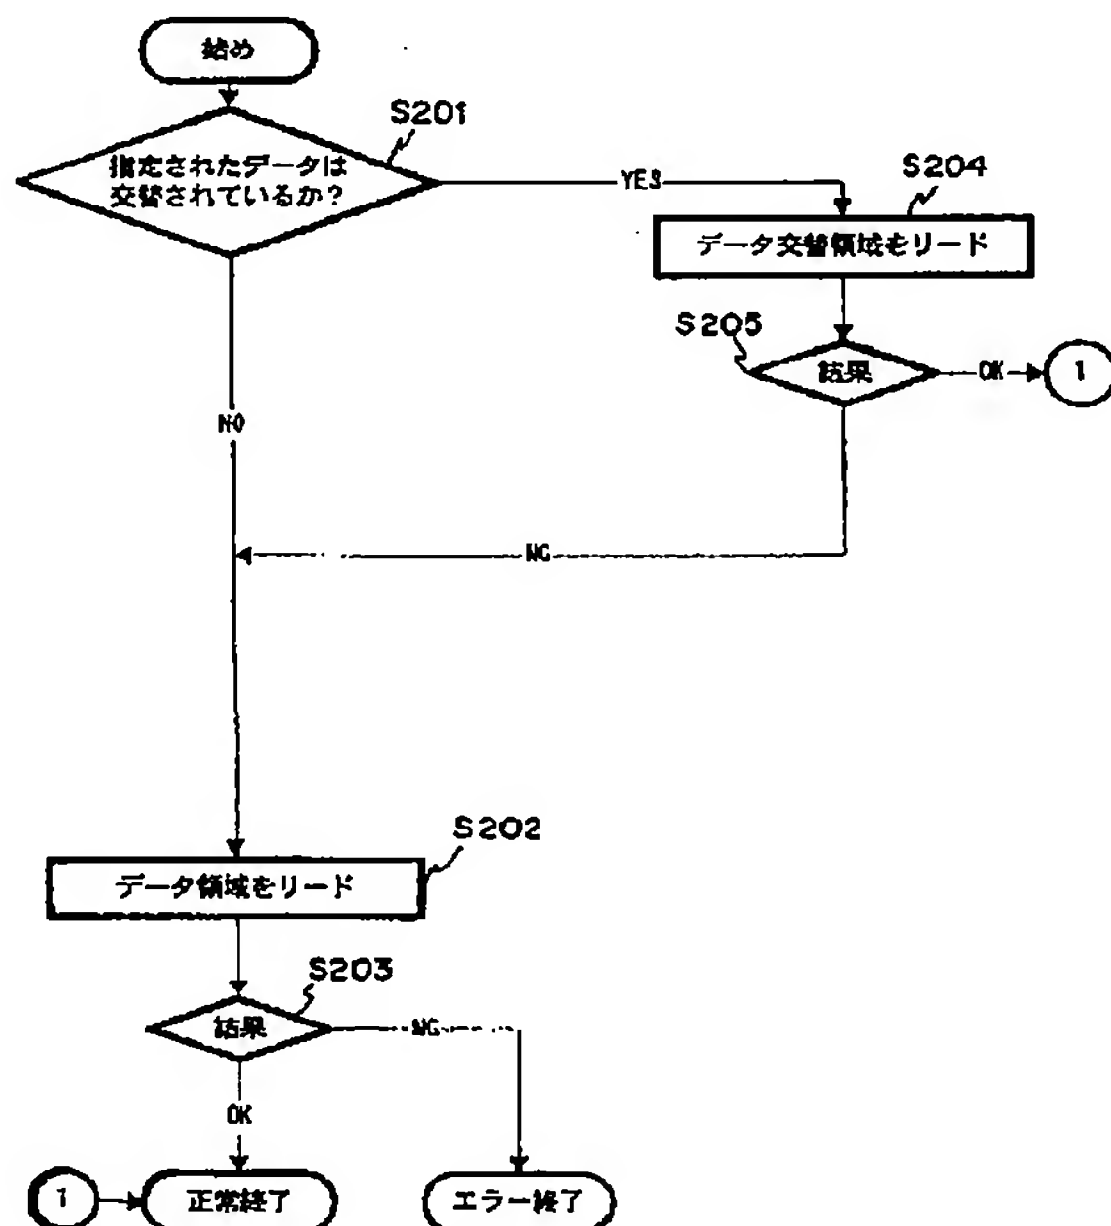 始め
S201
指定されたデータは
交替されているか?
YES
S204
データ交替領域をリード
S205
結果
OK
1
NO
NG
S202
データ領域をリード
S203
結果
NG
OK
1
正常終了
エラー終了